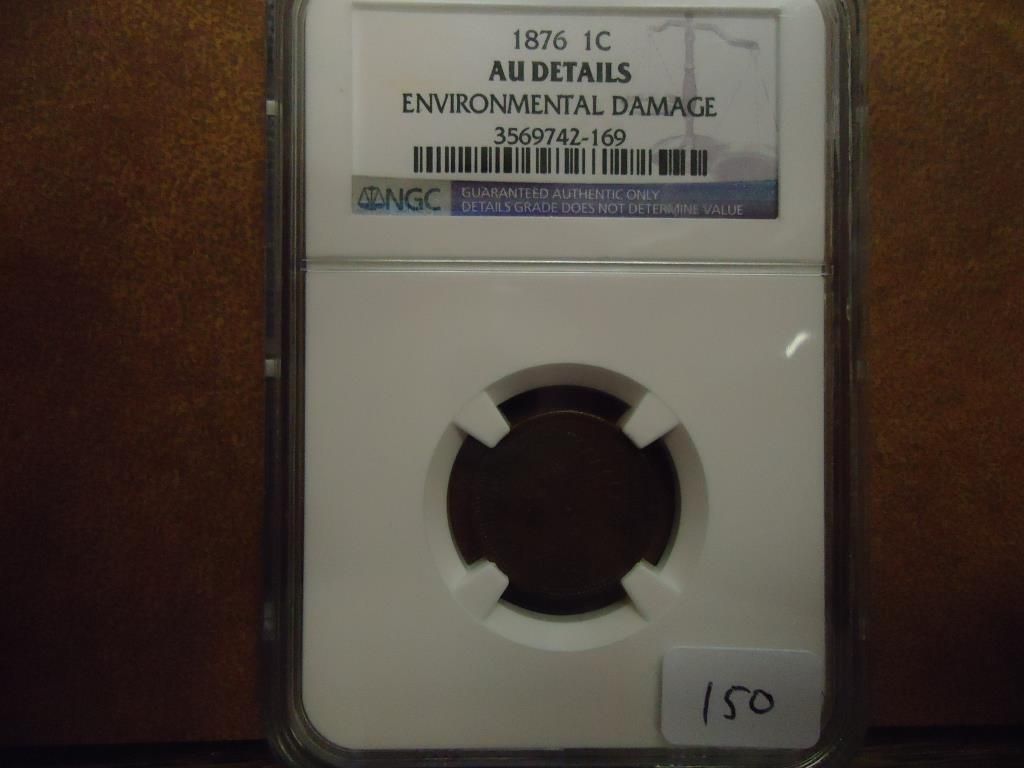 1876 1C
AU DETAILS
ENVIRONMENTAL DAMAGE
3569742-169
NGC
GUARANTEED AUTHENTIC ONLY
DETAILS GRADE DOES NOT DETERMINE VALUE
150